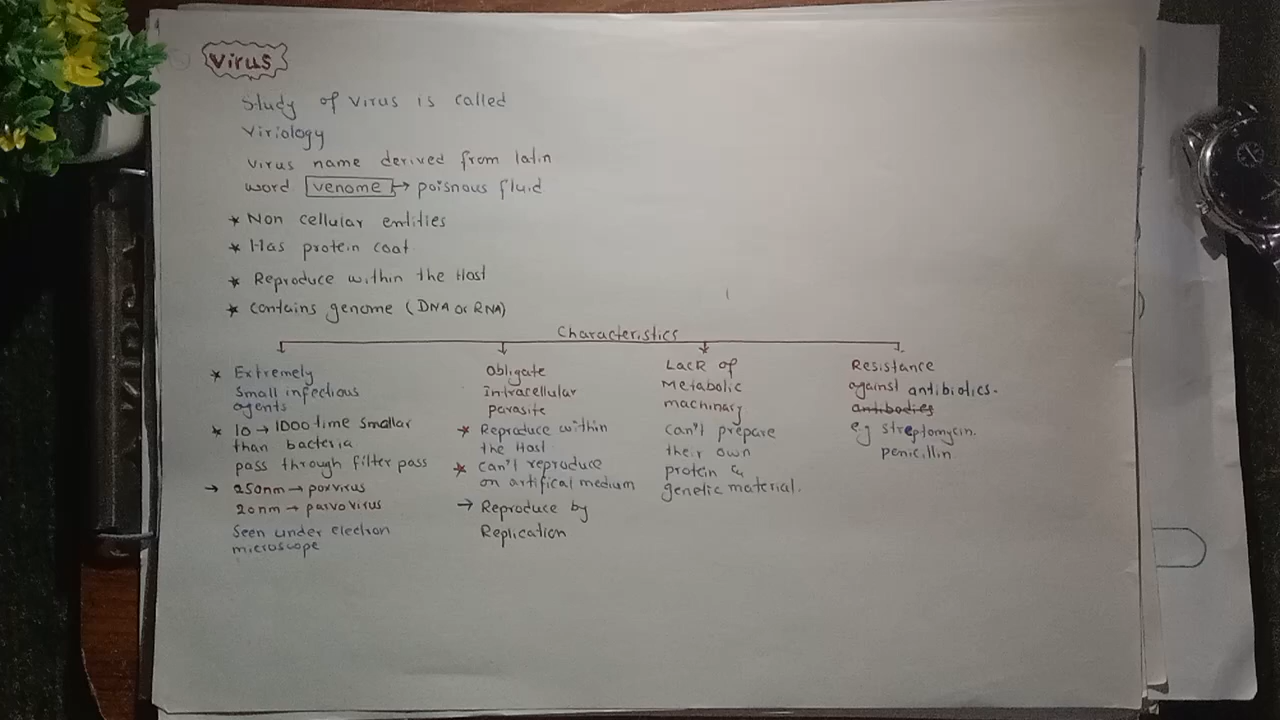 Virus
Study of virus is called
Viriology
Virus name derived from latin
word venome → poisnous fluid
* Non cellular entities
* Has protein coat
* Reproduce within the Host
* contains genome (DNA or RNA)
Characteristics
* Extremely
Small infectious
agents
* 10 → 1000 time smaller
than bacteria
pass through filter pass
→ 250nm → poxvirus
20nm → parvovirus
Seen under electron
microscope
Obligate
Intracellular
parasite
* Reproduce within
the Host
* can't reproduce
on artifical medium
→ Reproduce by
Replication
Lack of
Metabolic
machinary
can't prepare
their own
protein &
genetic material.
Resistance
against antibiotics.
antibodies
eg streptomycin.
penicillin